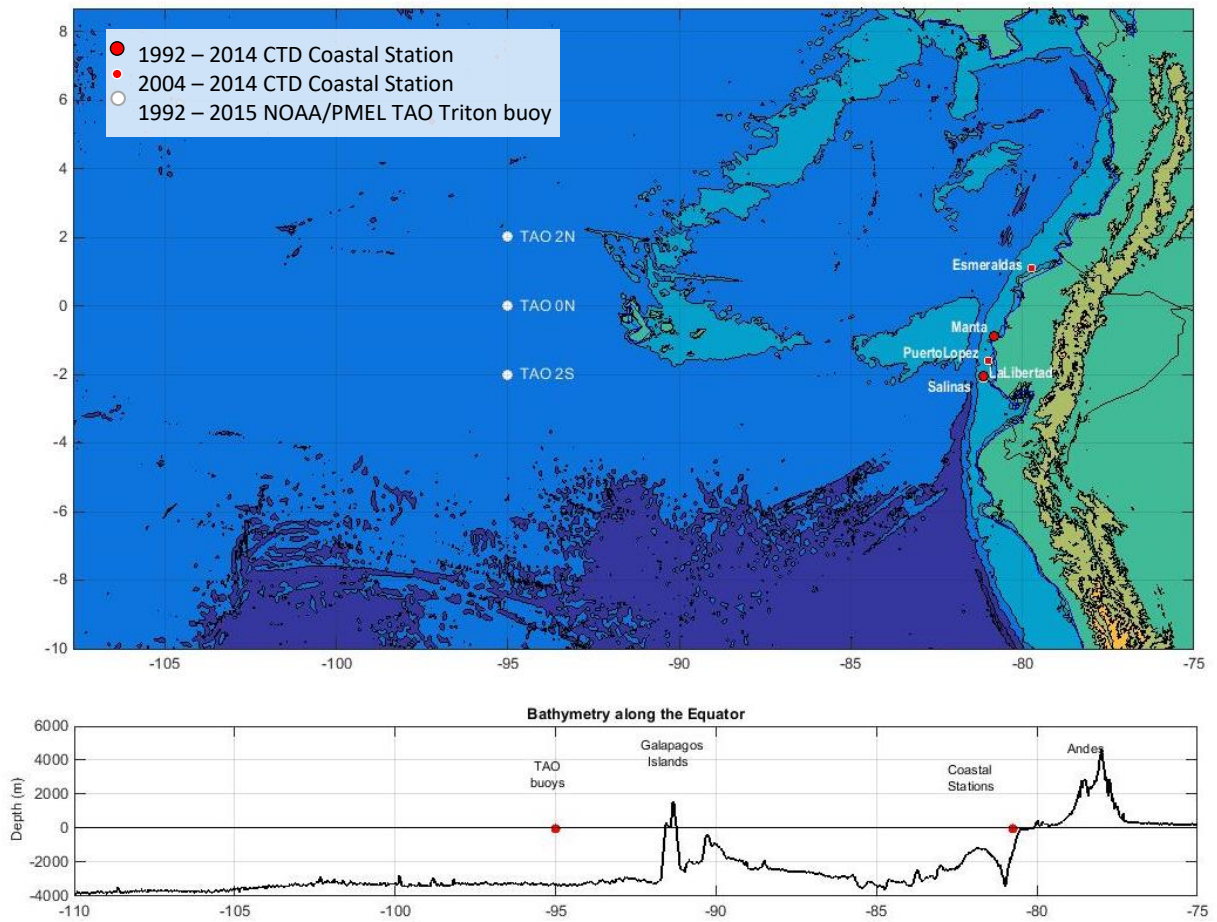 8
1992 – 2014 CTD Coastal Station
2004 – 2014 CTD Coastal Station
6
1992 – 2015 NOAA/PMEL TAO Triton buoy
4
2
TAO 2N
Esmeraldas
0
TAO 0N
Manta
PuertoLopez
-2
TAO 2S
LaLibertad
Salinas
-4
-6
-8
-10
-105 -100 -95 -90 -85 -80 -75
Bathymetry along the Equator
6000
4000
2000
0
-2000
-4000
Depth (m)
TAO
buoys
Galapagos
Islands
Coastal
Stations
Andes
-110 -105 -100 -95 -90 -85 -80 -75